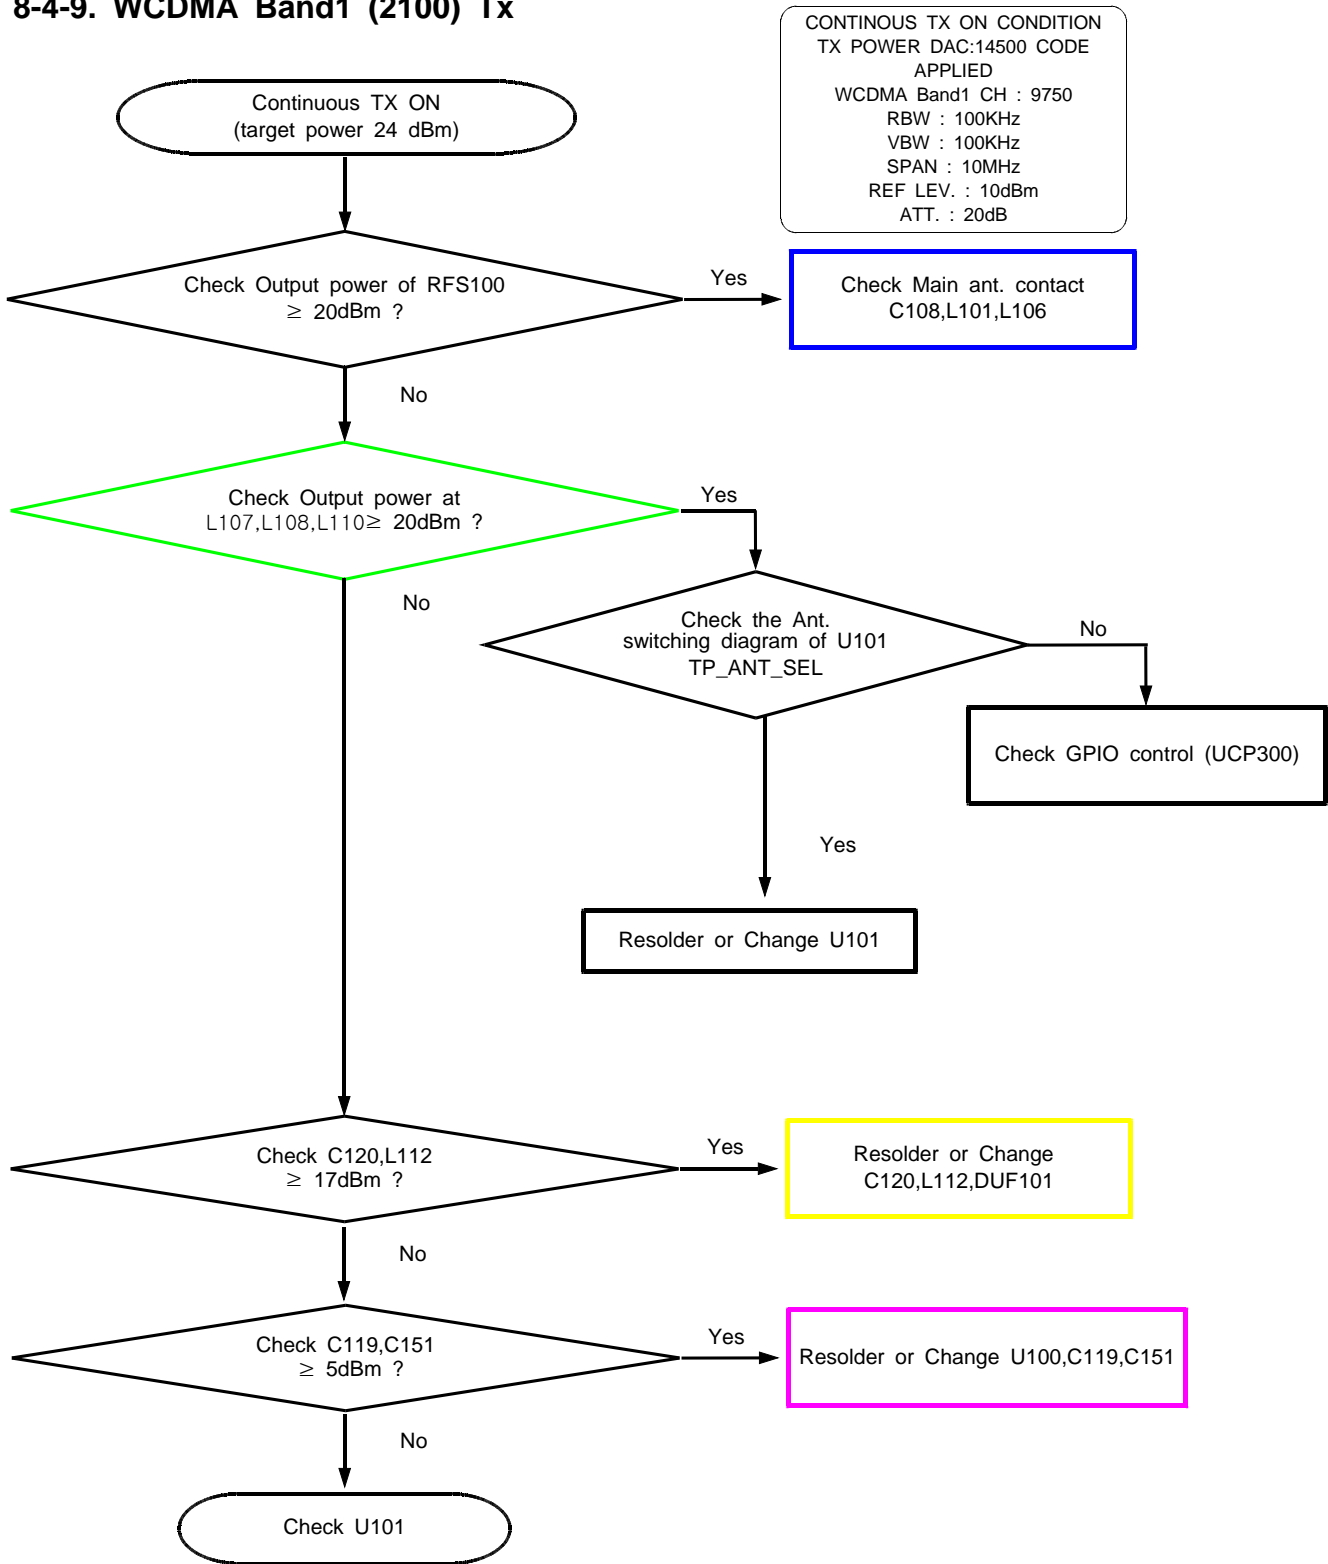 8-4-9. WCDMA Band1 (2100) Tx
CONTINOUS TX ON CONDITION
TX POWER DAC:14500 CODE
APPLIED
WCDMA Band1 CH : 9750
RBW : 100KHz
VBW : 100KHz
SPAN : 10MHz
REF LEV. : 10dBm
ATT. : 20dB
Continuous TX ON
(target power 24 dBm)
Check Output power of RFS100
≥ 20dBm ?
Yes
Check Main ant. contact
C108,L101,L106
No
Check Output power at
L107,L108,L110≥ 20dBm ?
Yes
No
Check the Ant.
switching diagram of U101
TP_ANT_SEL
No
Check GPIO control (UCP300)
Yes
Resolder or Change U101
Check C120,L112
≥ 17dBm ?
Yes
Resolder or Change
C120,L112,DUF101
No
Check C119,C151
≥ 5dBm ?
Yes
Resolder or Change U100,C119,C151
No
Check U101